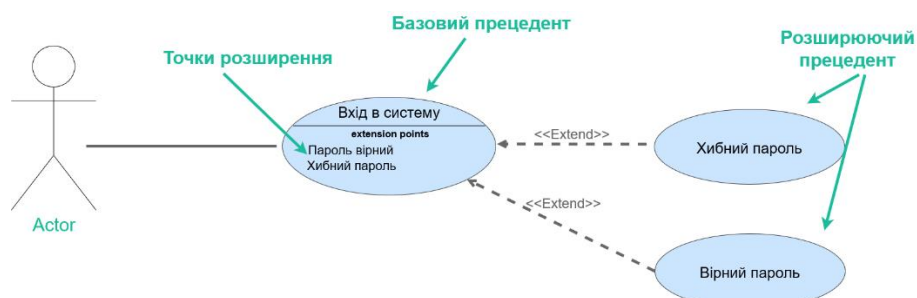 Базовий прецедент
Точки розширення
Розширюючий
прецедент
Вхід в систему
extension points
Пароль вірний
Хибний пароль
<<Extend>>
Хибний пароль
<<Extend>>
Actor
Вірний пароль